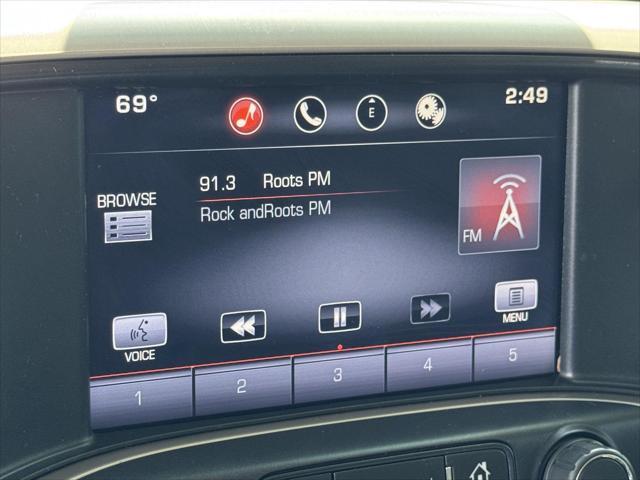 69° E 2:49
91.3 Roots PM
BROWSE
Rock andRoots PM
FM
VOICE MENU
1 2 3 4 5